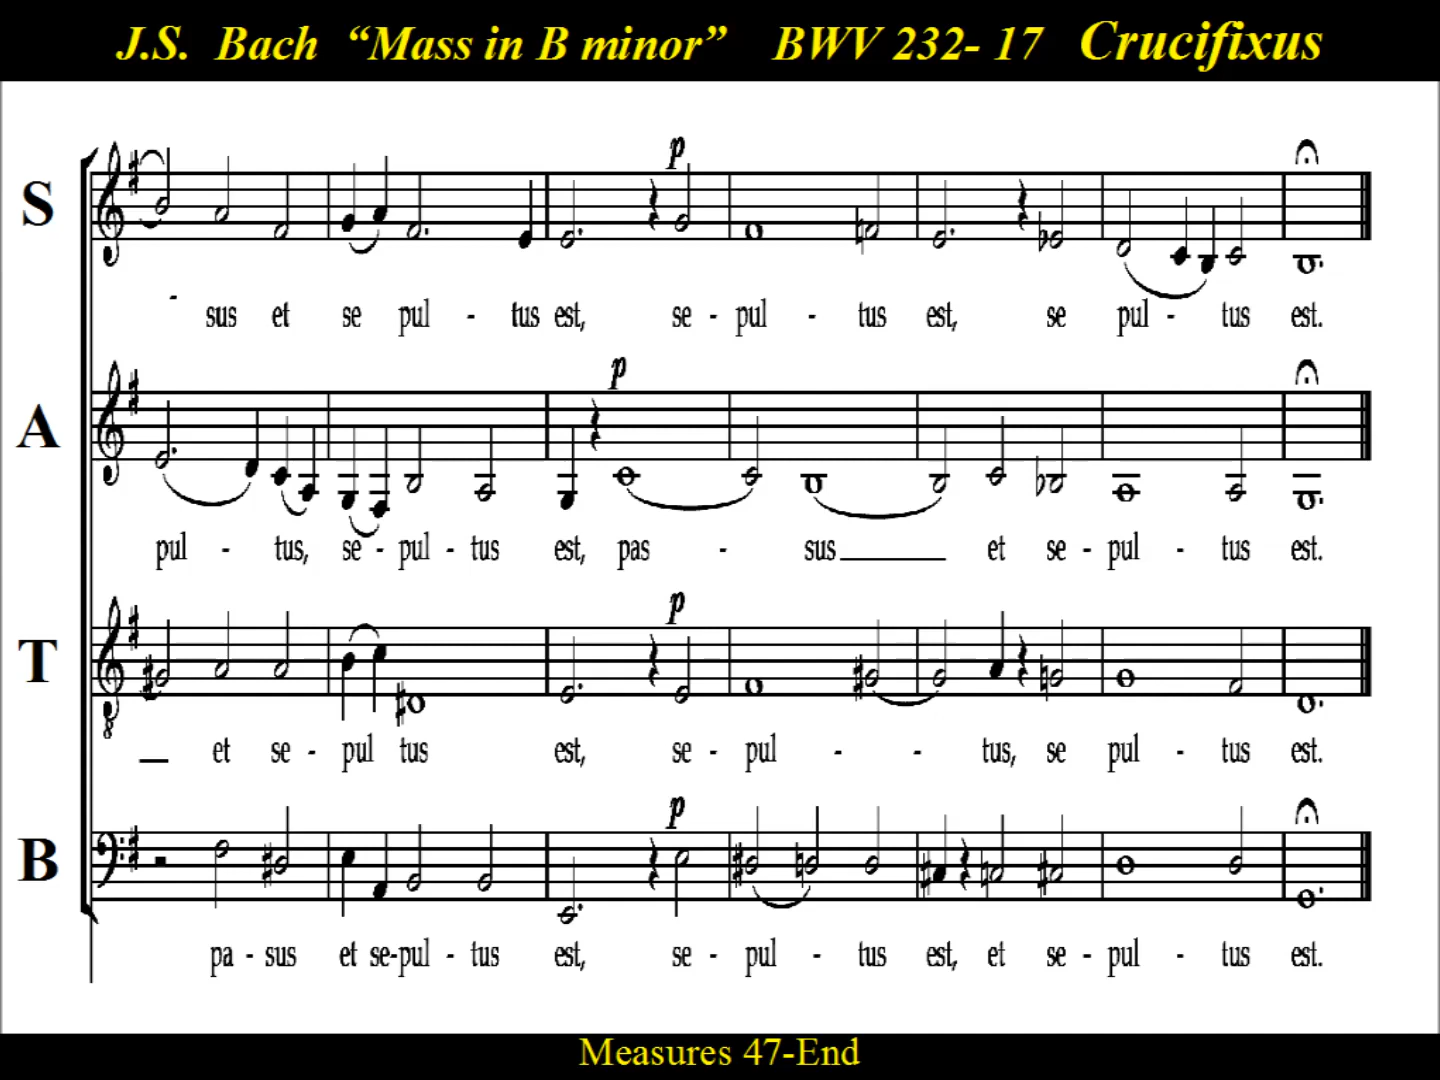 J.S. Bach “Mass in B minor” BWV 232- 17 Crucifixus
p
S
- sus et se pul - tus est, se - pul - tus est, se pul - tus est.
p
A
pul - tus, se - pul - tus est, pas - sus et se - pul - tus est.
p
T
8
et se - pul tus est, se - pul - - tus, se pul - tus est.
p
B
pa - sus et se-pul - tus est, se - pul - tus est, et se - pul - tus est.
Measures 47-End